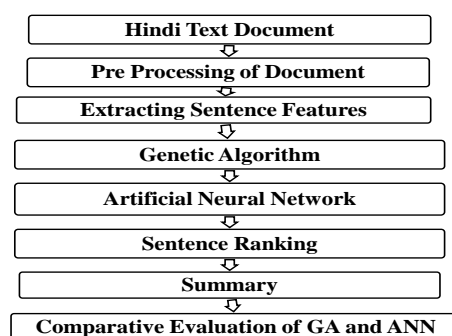 Hindi Text Document
Pre Processing of Document
Extracting Sentence Features
Genetic Algorithm
Artificial Neural Network
Sentence Ranking
Summary
Comparative Evaluation of GA and ANN